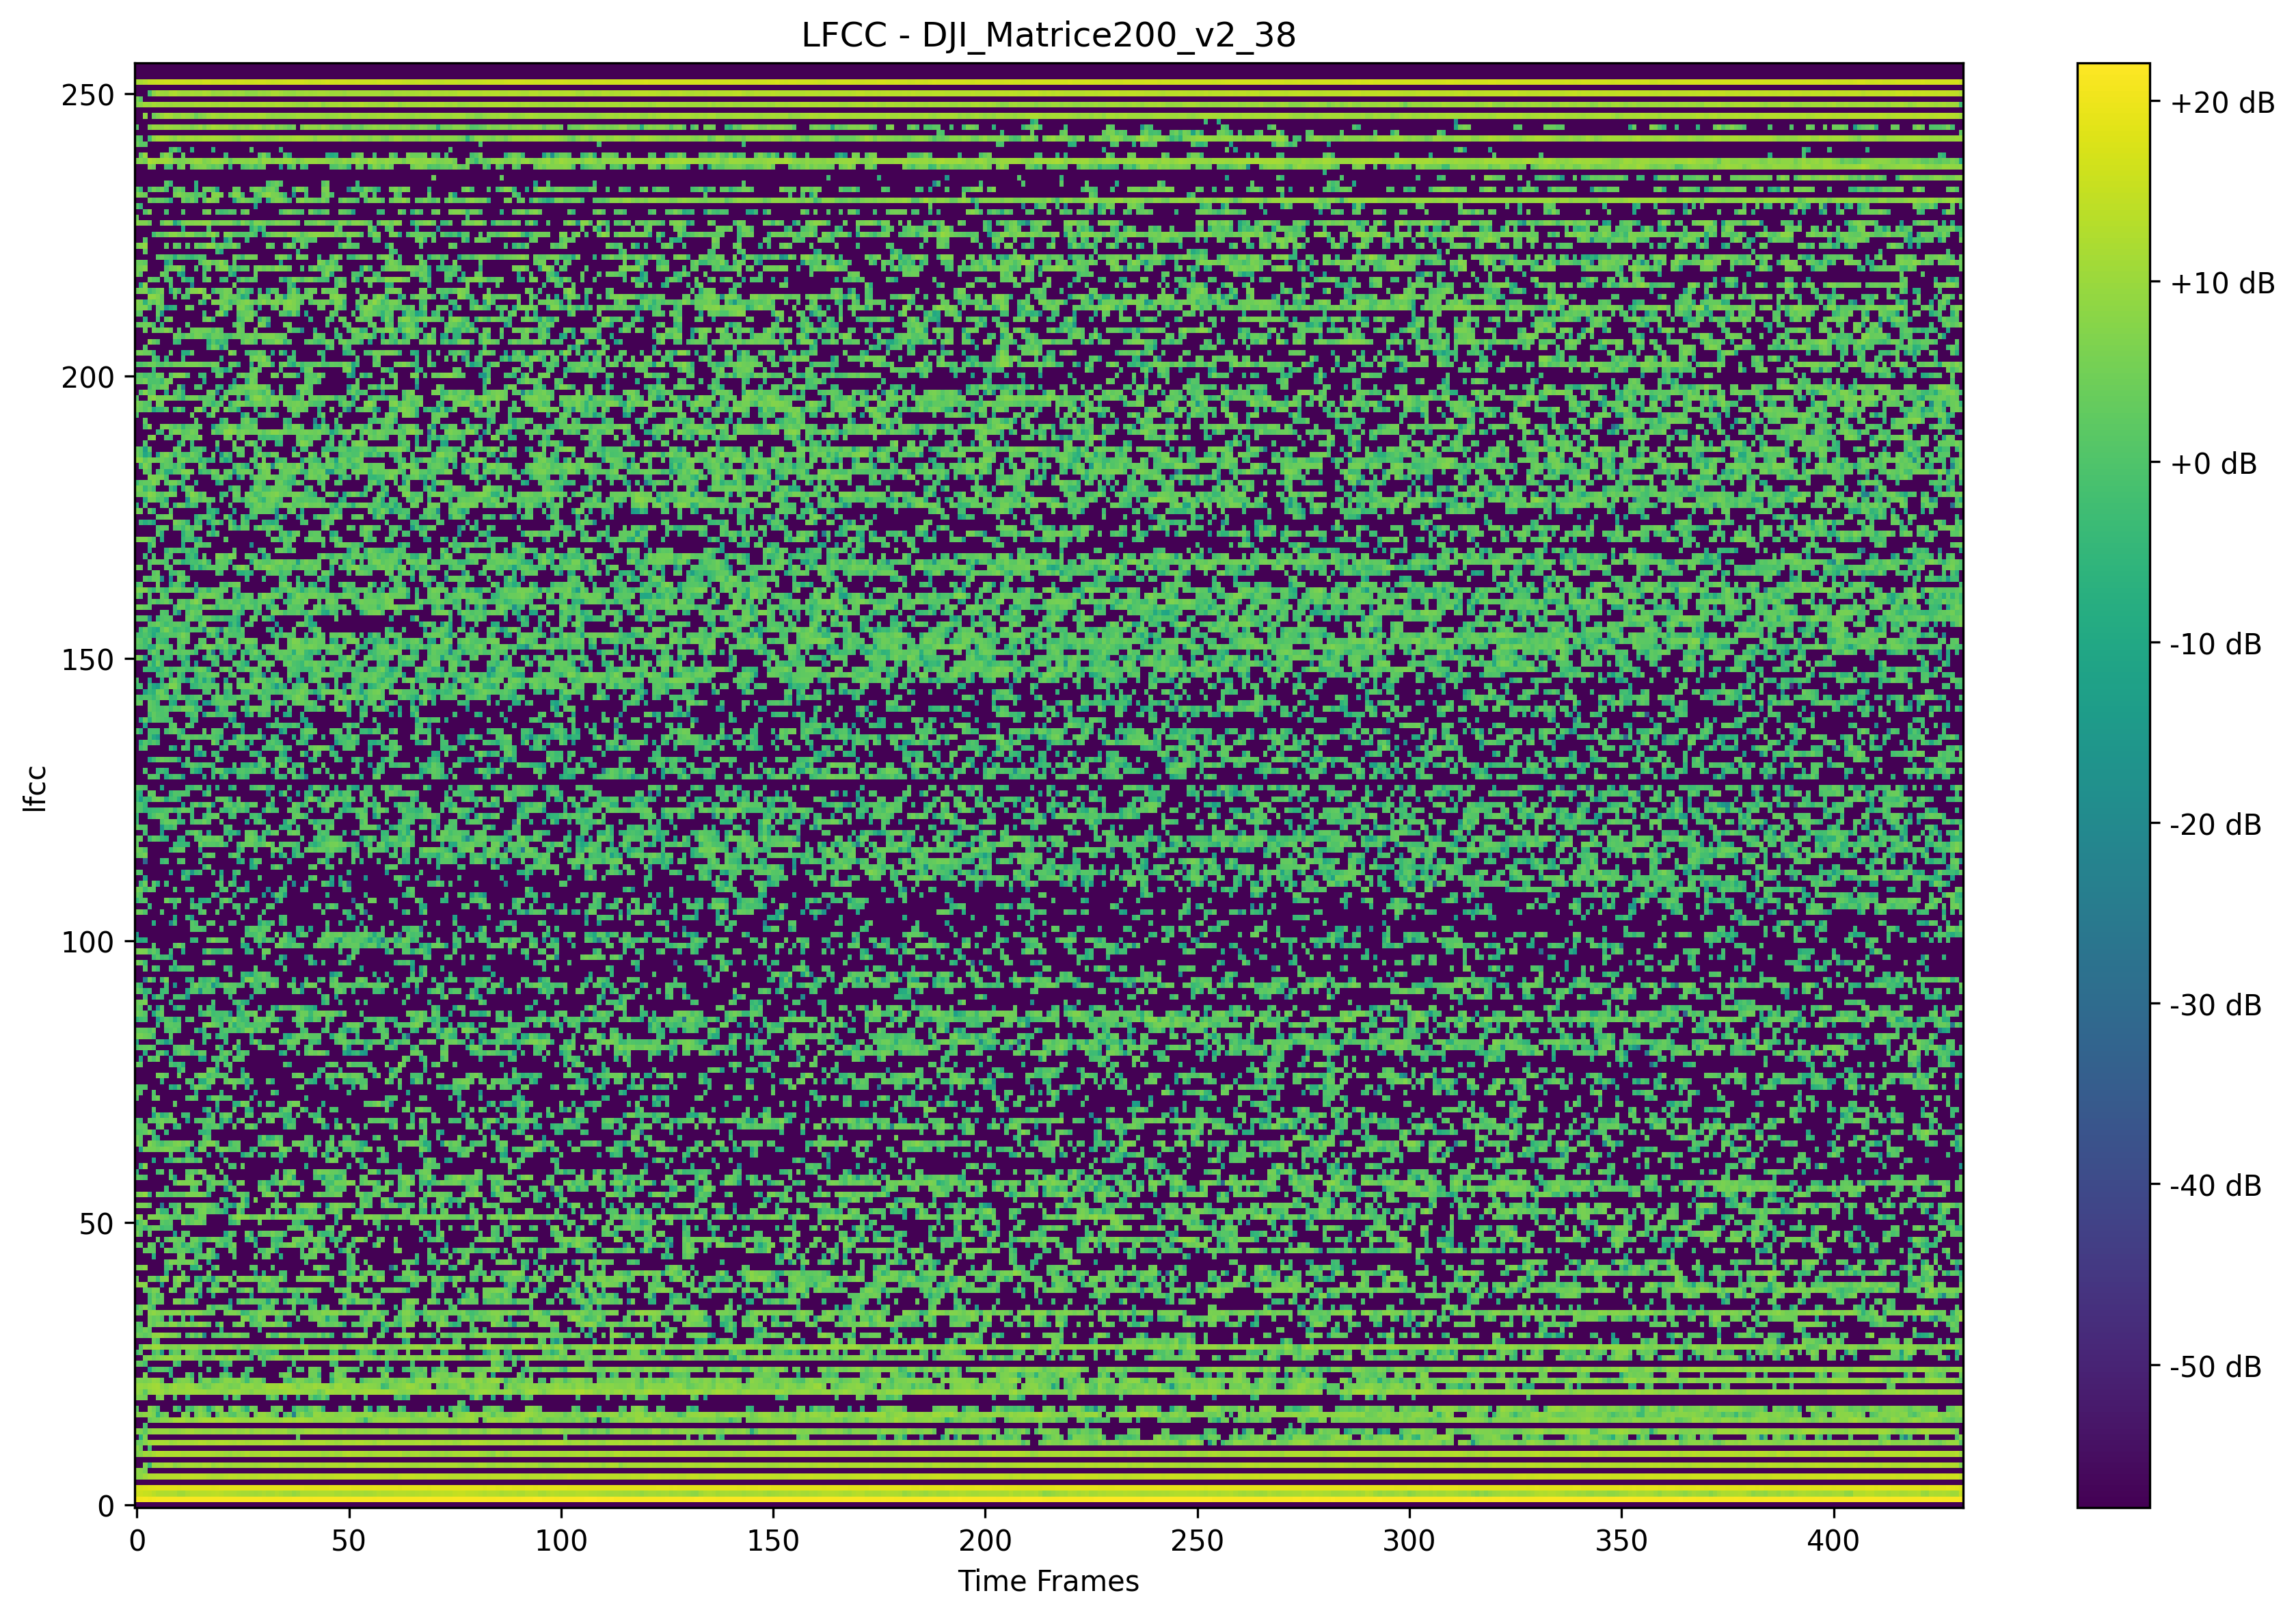 LFCC - DJI_Matrice200_v2_38
250
200
150
100
50
0
lfcc
0 50 100 150 200 250 300 350 400
Time Frames
+20 dB
+10 dB
+0 dB
-10 dB
-20 dB
-30 dB
-40 dB
-50 dB